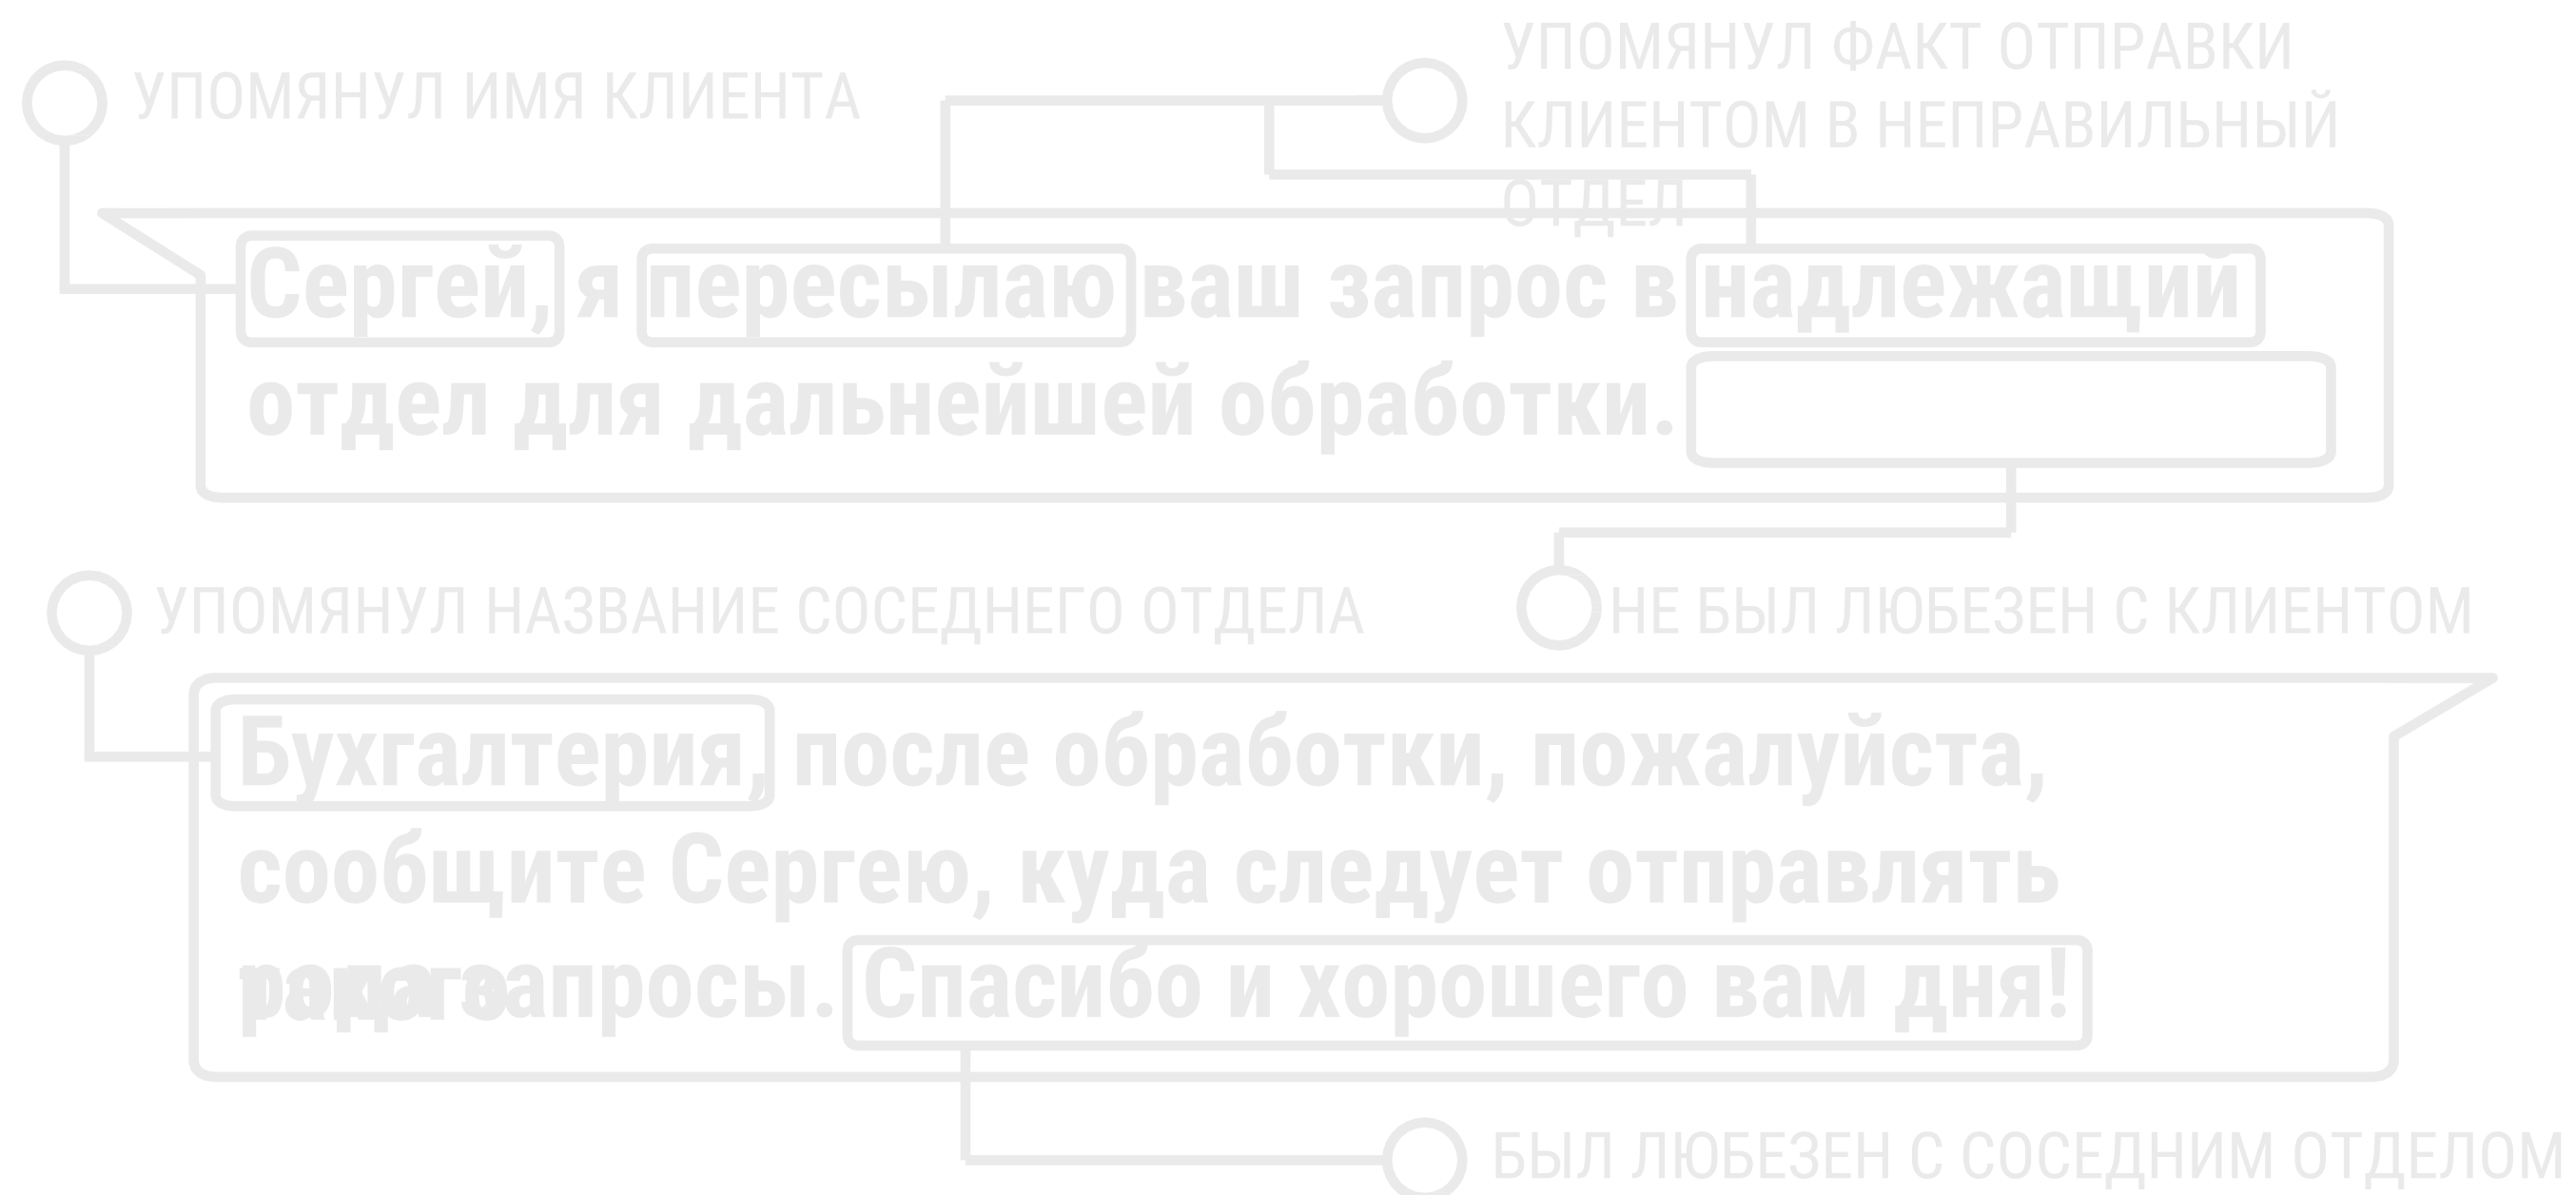 УПОМЯНУЛ ИМЯ КЛИЕНТА
УПОМЯНУЛ ФАКТ ОТПРАВКИ
КЛИЕНТОМ В НЕПРАВИЛЬНЫЙ
ОТДЕЛ
Сергей, я пересылаю ваш запрос в надлежащий
отдел для дальнейшей обработки.
УПОМЯНУЛ НАЗВАНИЕ СОСЕДНЕГО ОТДЕЛА
НЕ БЫЛ ЛЮБЕЗЕН С КЛИЕНТОМ
Бухгалтерия, после обработки, пожалуйста,
сообщите Сергею, куда следует отправлять
запросы. Спасибо и хорошего вам дня!
БЫЛ ЛЮБЕЗЕН С СОСЕДНИМ ОТДЕЛОМ